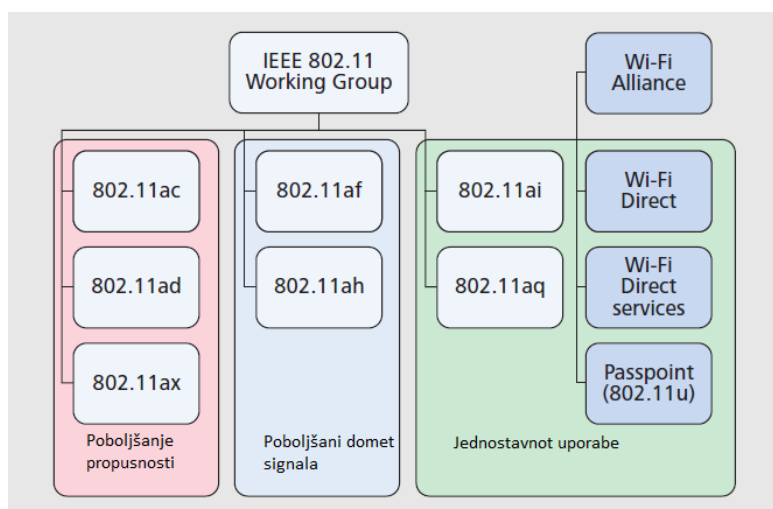 IEEE 802.11
Working Group
Wi-Fi
Alliance
802.11ac
802.11af
802.11ai
Wi-Fi
Direct
802.11ad
802.11ah
802.11aq
Wi-Fi
Direct
services
802.11ax
Passpoint
(802.11u)
Poboljšanje
propusnosti
Poboljšani domet
signala
Jednostavnot uporabe